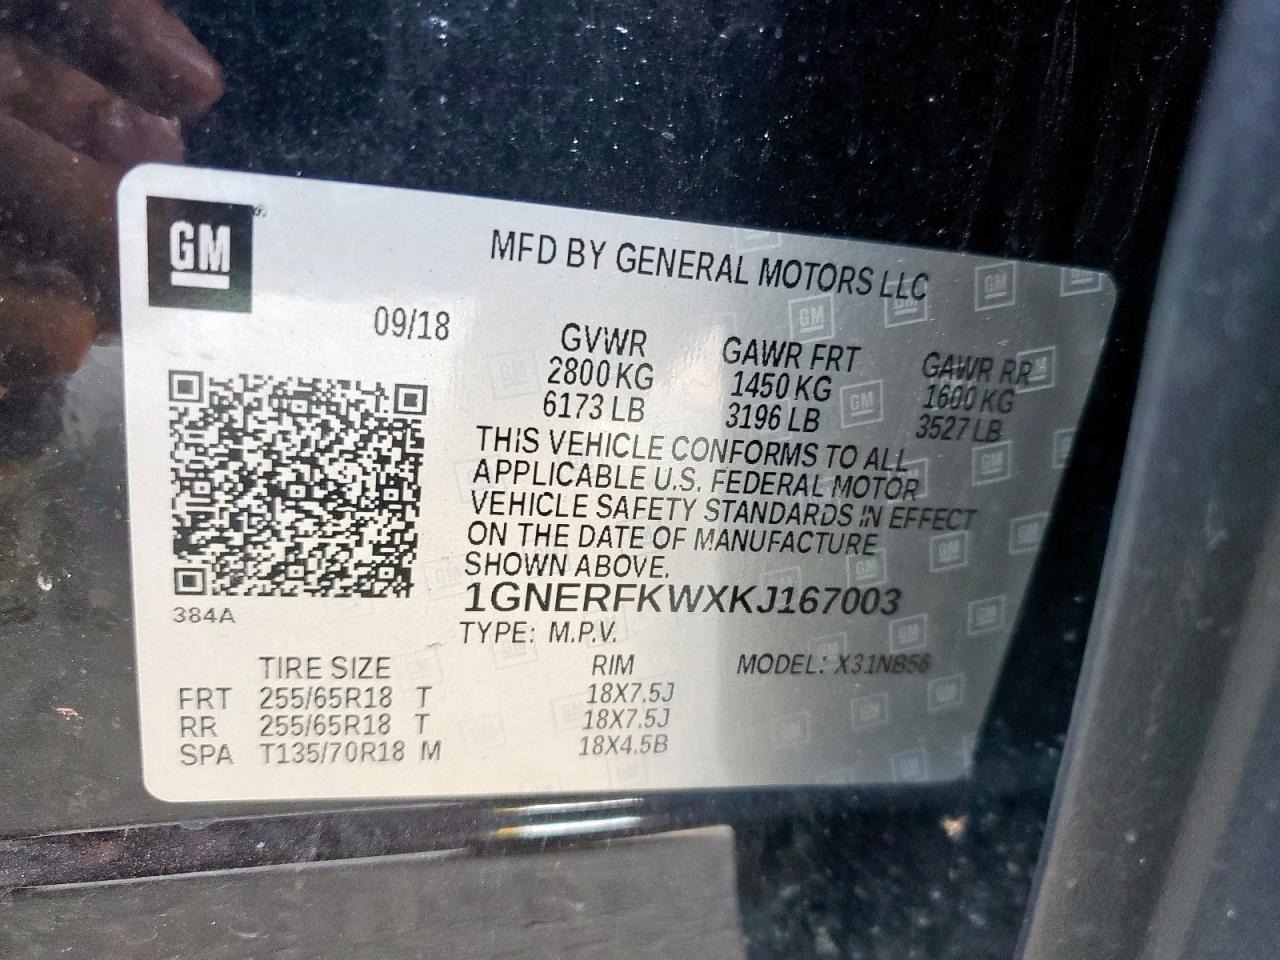 GM
MFD BY GENERAL MOTORS LLC
09/18
GVWR GAWR FRT GAWR RR
2800 KG 1450 KG 1600 KG
6173 LB 3196 LB 3527 LB
THIS VEHICLE CONFORMS TO ALL
APPLICABLE U.S. FEDERAL MOTOR
VEHICLE SAFETY STANDARDS IN EFFECT
ON THE DATE OF MANUFACTURE
SHOWN ABOVE.
1GNERFKWXKJ167003
384A
TYPE: M.P.V.
TIRE SIZE RIM MODEL: X31NB56
FRT 255/65R18 T 18X7.5J
RR 255/65R18 T 18X7.5J
SPA T135/70R18 M 18X4.5B